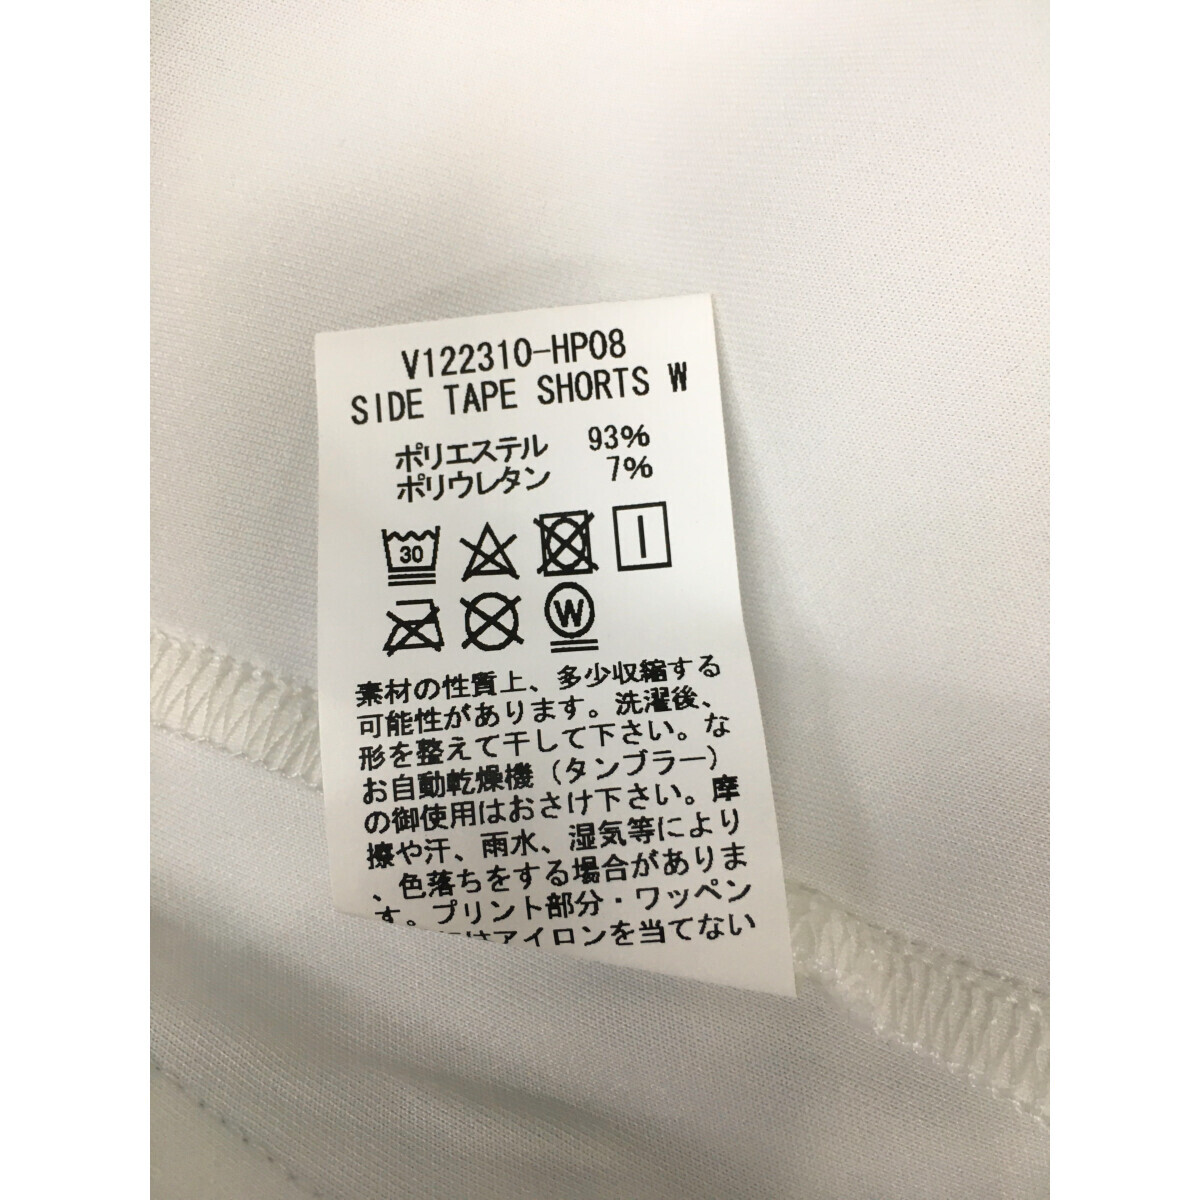 V122310-HP08
SIDE TAPE SHORTS W
ポリエステル 93%
ポリウレタン 7%
30
W
素材の性質上、多少収縮する
可能性があります。洗濯後、
形を整えて干して下さい。な
お自動乾燥機(タンブラー)
の御使用はおさけ下さい。摩
擦や汗、雨水、湿気等により
、色落ちをする場合がありま
す。プリント部分・ワッペン
はアイロンを当てない